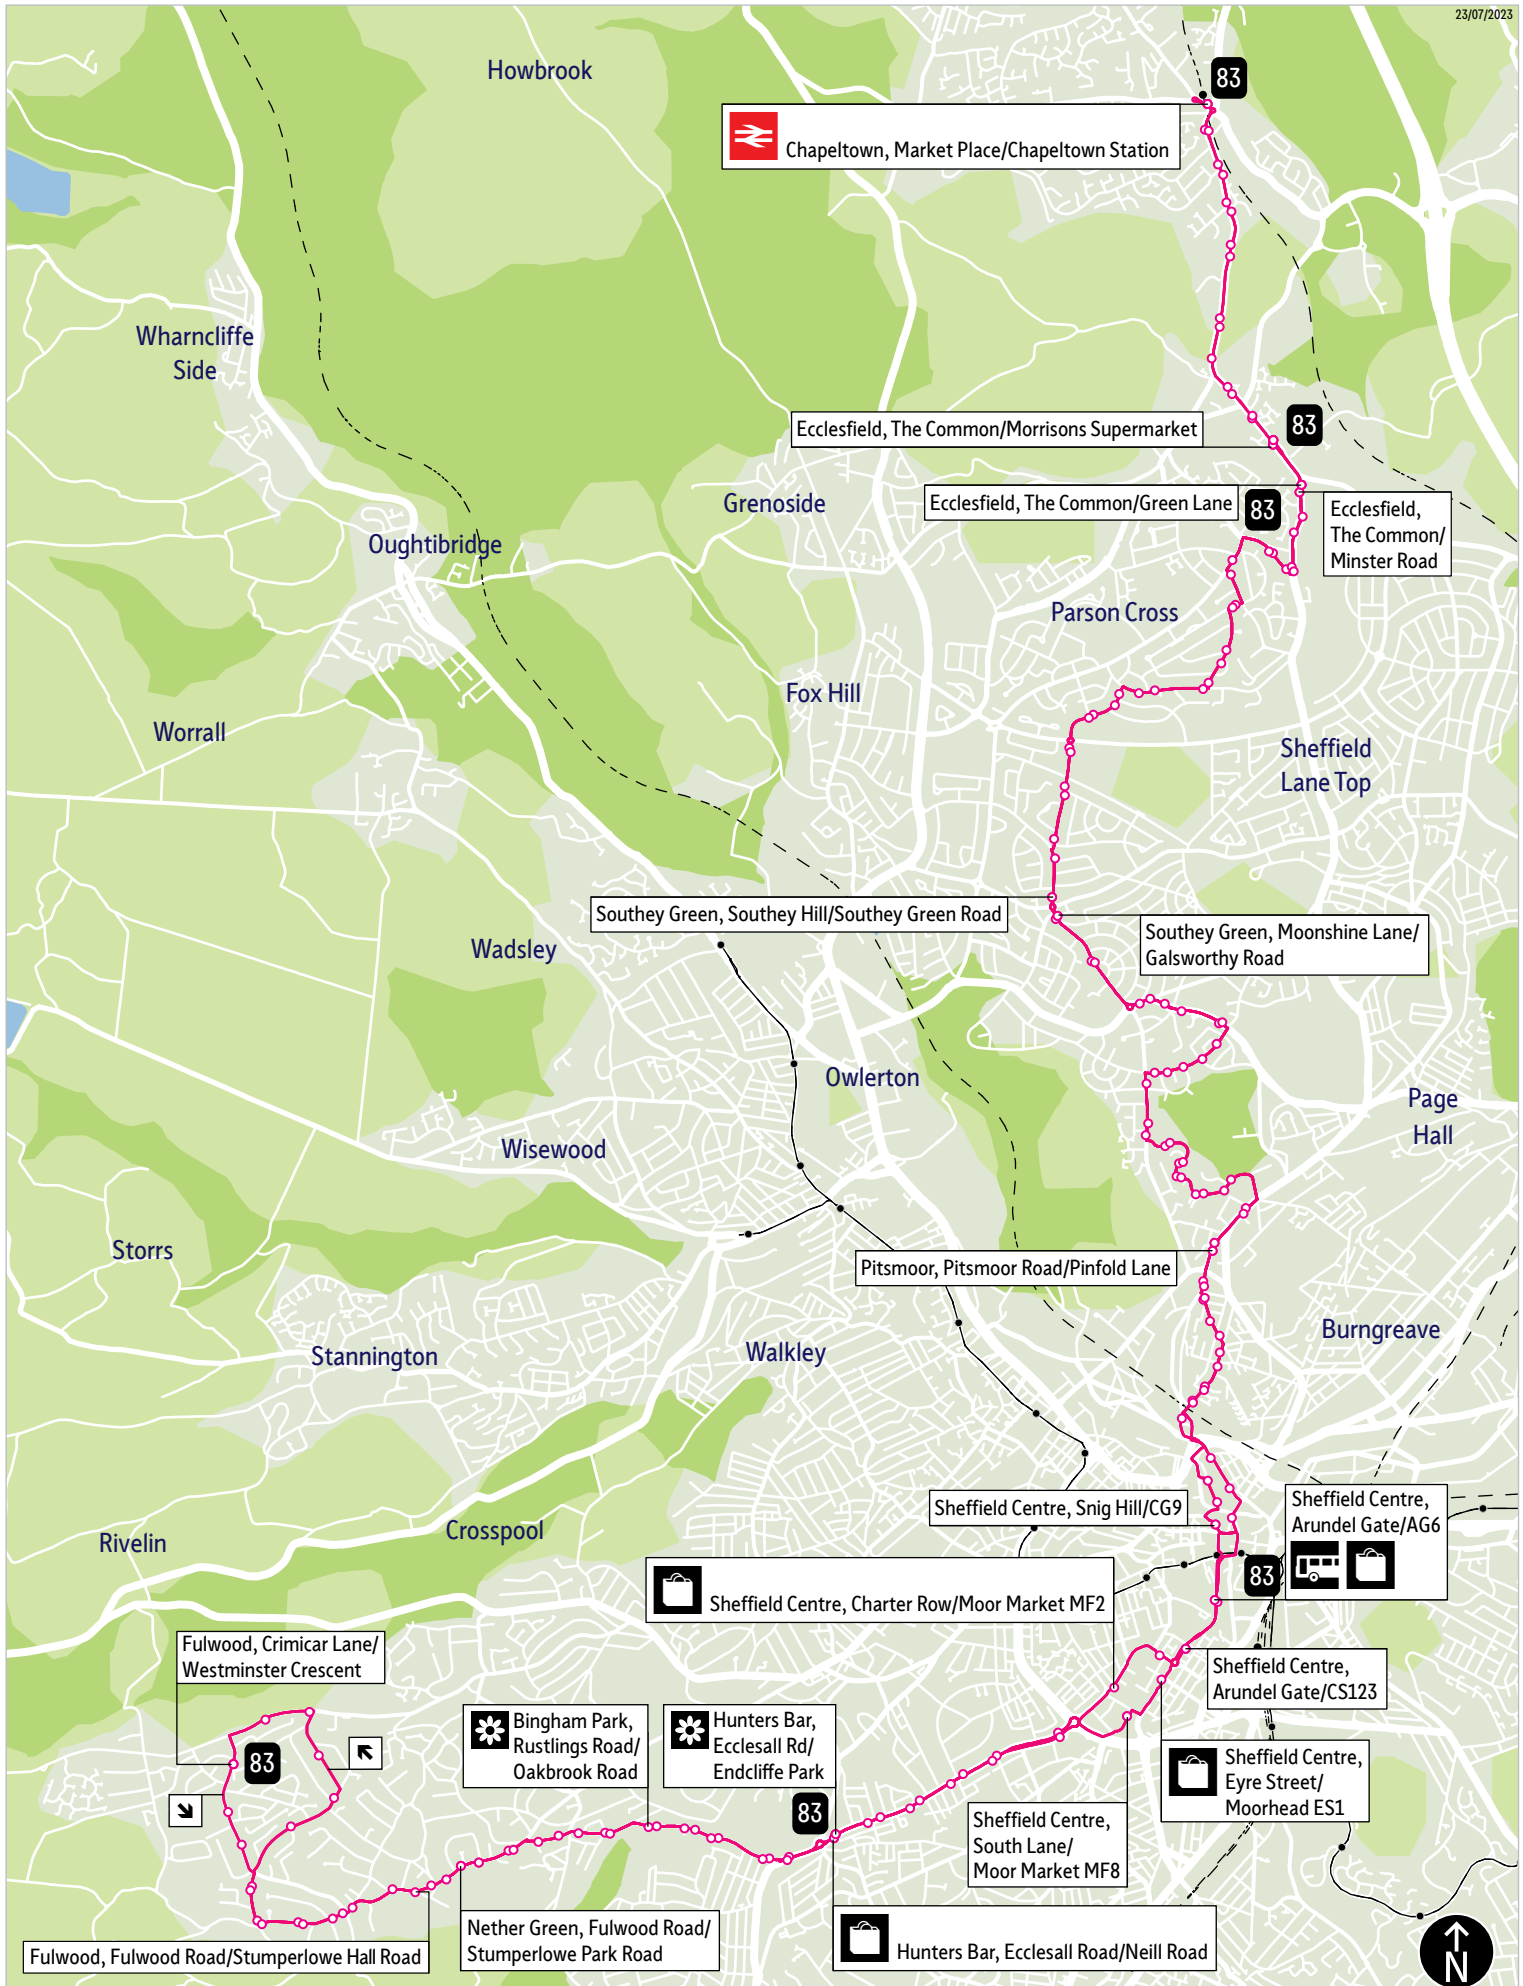 23/07/2023
Howbrook
83
Chapeltown, Market Place/Chapeltown Station
Wharncliffe
Side
Ecclesfield, The Common/Morrisons Supermarket
83
Grenoside
Ecclesfield, The Common/Green Lane
83
Ecclesfield,
The Common/
Minster Road
Oughtibridge
Parson Cross
Fox Hill
Worrall
Sheffield
Lane Top
Southey Green, Southey Hill/Southey Green Road
Southey Green, Moonshine Lane/
Galsworthy Road
Wadsley
Owlerton
Page
Hall
Wisewood
Storrs
Pitsmoor, Pitsmoor Road/Pinfold Lane
Burngreave
Stannington
Walkley
Sheffield Centre, Snig Hill/CG9
Sheffield Centre,
Arundel Gate/AG6
Crosspool
Rivelin
83
Sheffield Centre, Charter Row/Moor Market MF2
Fulwood, Crimicar Lane/
Westminster Crescent
Sheffield Centre,
Arundel Gate/CS123
83
Bingham Park,
Rustlings Road/
Oakbrook Road
Hunters Bar,
Ecclesall Rd/
Endcliffe Park
83
Sheffield Centre,
Eyre Street/
Moorhead ES1
Sheffield Centre,
South Lane/
Moor Market MF8
Nether Green, Fulwood Road/
Stumperlowe Park Road
Hunters Bar, Ecclesall Road/Neill Road
Fulwood, Fulwood Road/Stumperlowe Hall Road
N